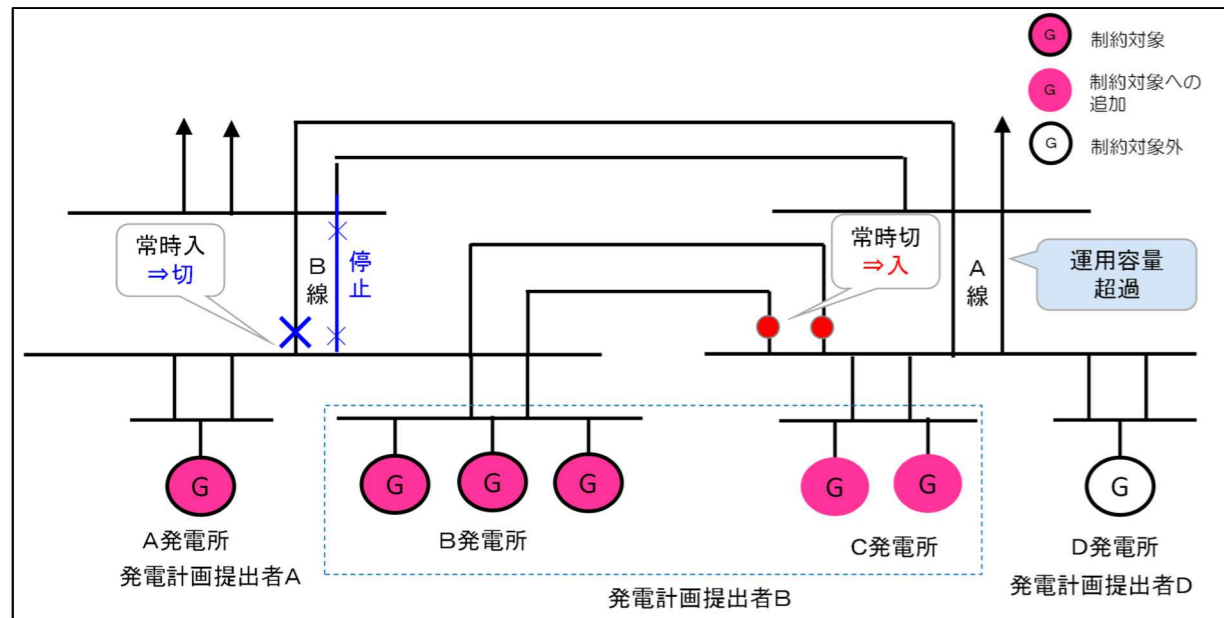 G
制約対象
G
制約対象への
追加
G
制約対象外
常時入
⇒切
B線
停止
常時切
⇒入
A線
運用容量
超過
G
G
G
G
G
G
G
A発電所
B発電所
C発電所
D発電所
発電計画提出者A
発電計画提出者B
発電計画提出者D